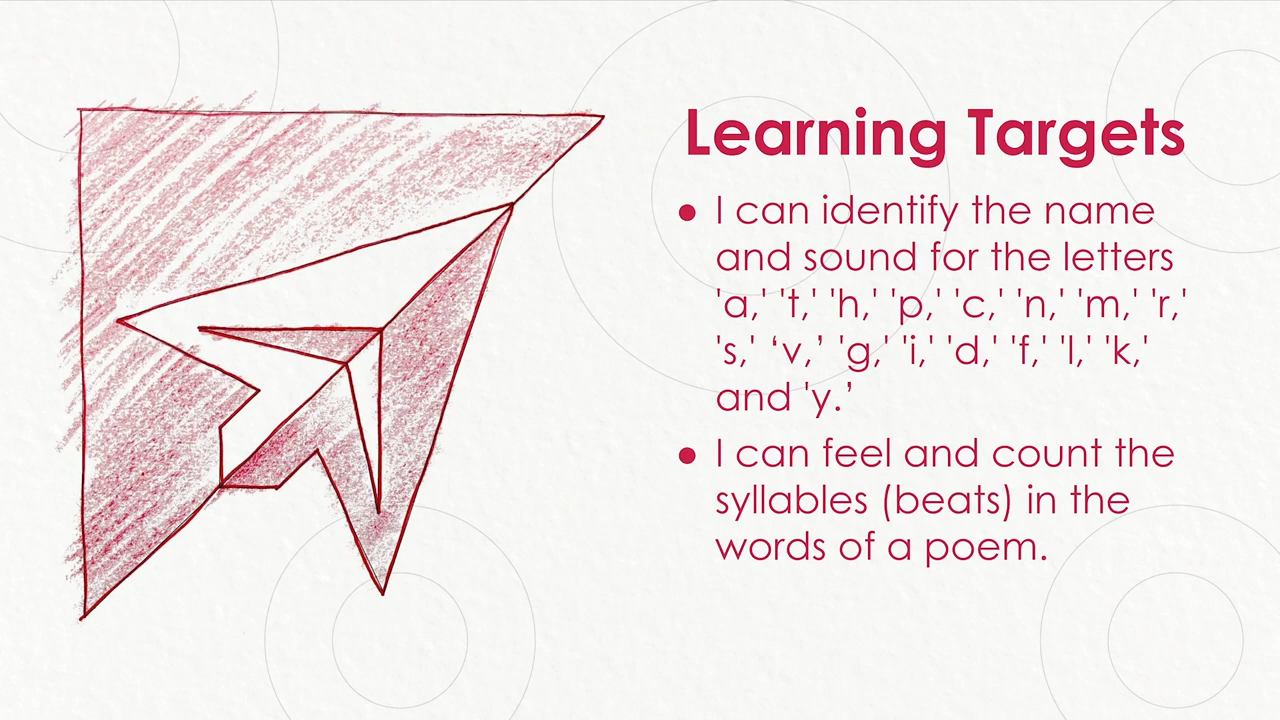 Learning Targets
● I can identify the name
and sound for the letters
'a,' 't,' 'h,' 'p,' 'c,' 'n,' 'm,' 'r,'
's,' ‘v,’ 'g,' 'i,' 'd,' 'f,' 'l,' 'k,'
and 'y.’
● I can feel and count the
syllables (beats) in the
words of a poem.